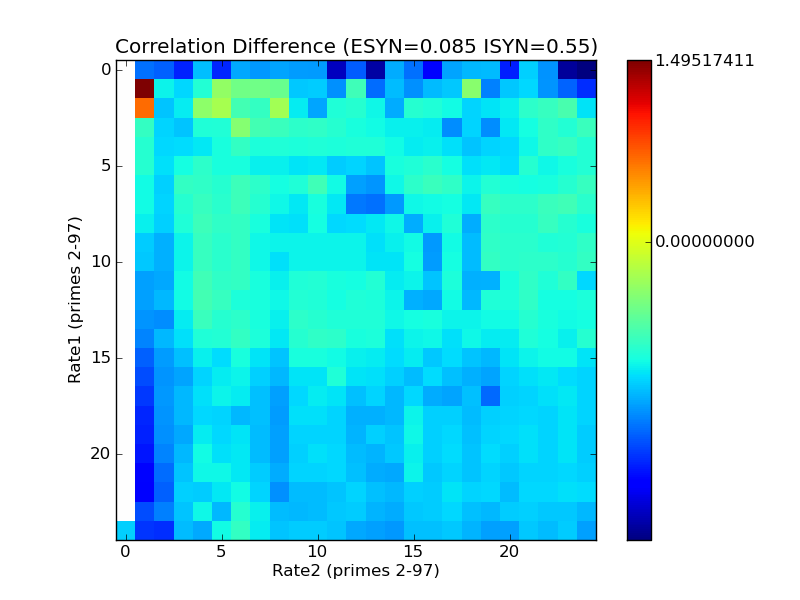 Correlation Difference (ESYN=0.085 ISYN=0.55)
1.49517411
0.00000000
0
5
10
15
20
Rate1 (primes 2-97)
0 5 10 15 20
Rate2 (primes 2-97)